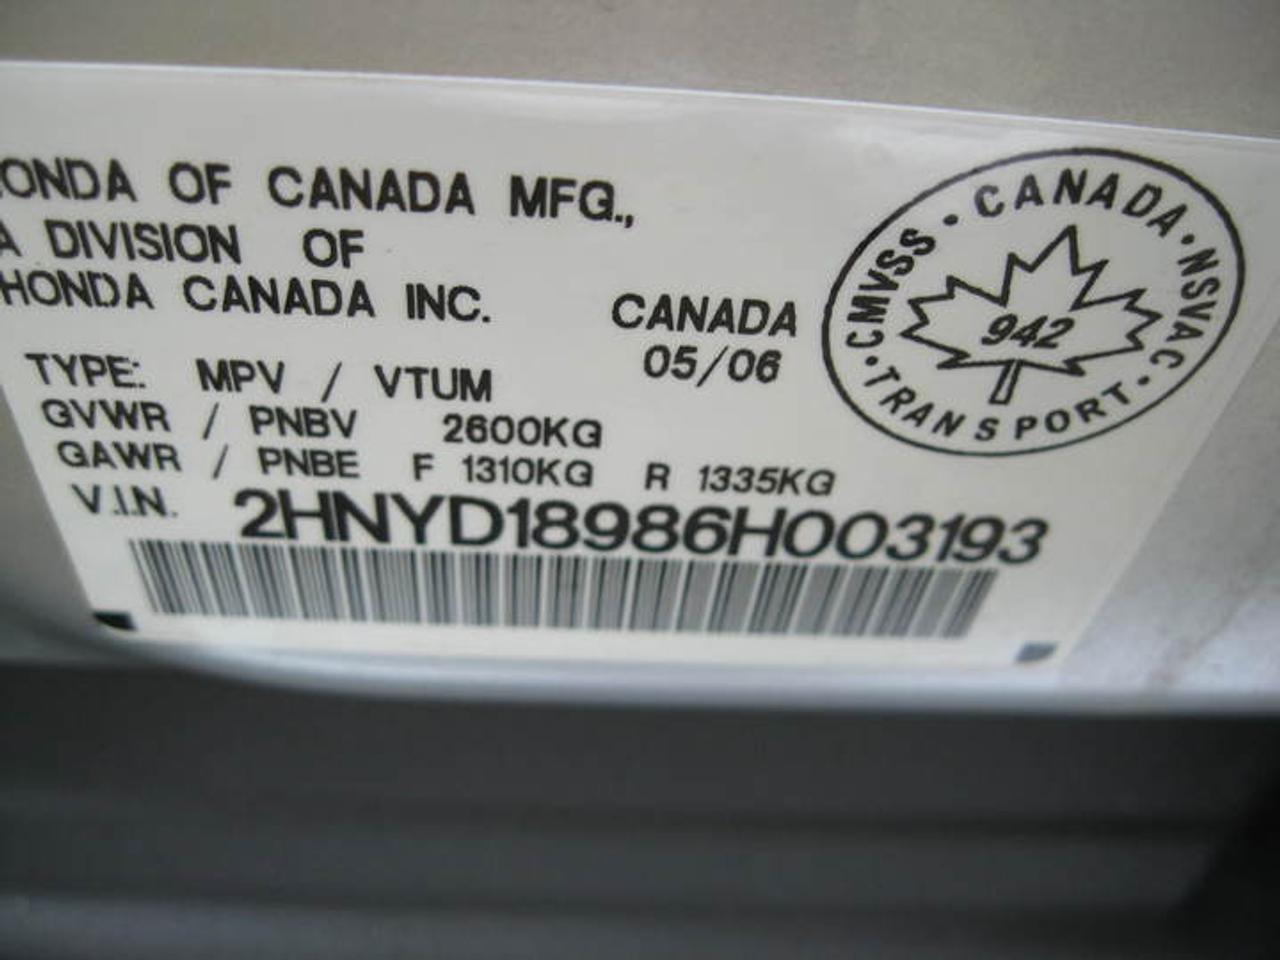 ONDA OF CANADA MFG.,
A DIVISION OF
HONDA CANADA INC.
CANADA
05/06
TYPE: MPV / VTUM
GVWR / PNBV 2600KG
GAWR / PNBE F 1310KG R 1335KG
V.I.N. 2HNYD18986H003193
CANADA · NSVAC · TRANSPORT · CMVSS ·
942